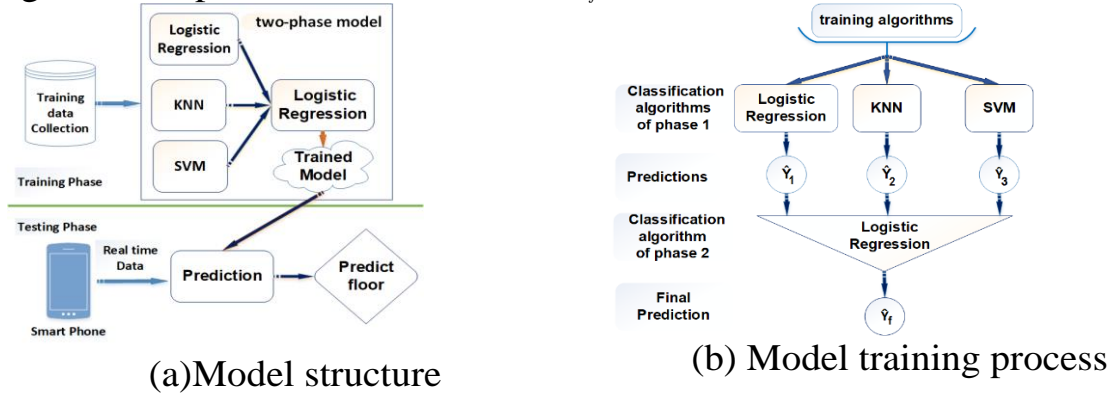 two-phase model
Logistic
Regression
Training
data
Collection
KNN
Logistic
Regression
SVM
Trained
Model
Training Phase
Testing Phase
Real time
Data
Prediction
Predict
floor
Smart Phone
(a)Model structure
training algorithms
Classification
algorithms
of phase 1
Logistic
Regression
KNN
SVM
Predictions
Ŷ1
Ŷ2
Ŷ3
Classification
algorithm
of phase 2
Logistic
Regression
Final
Prediction
Ŷf
(b) Model training process